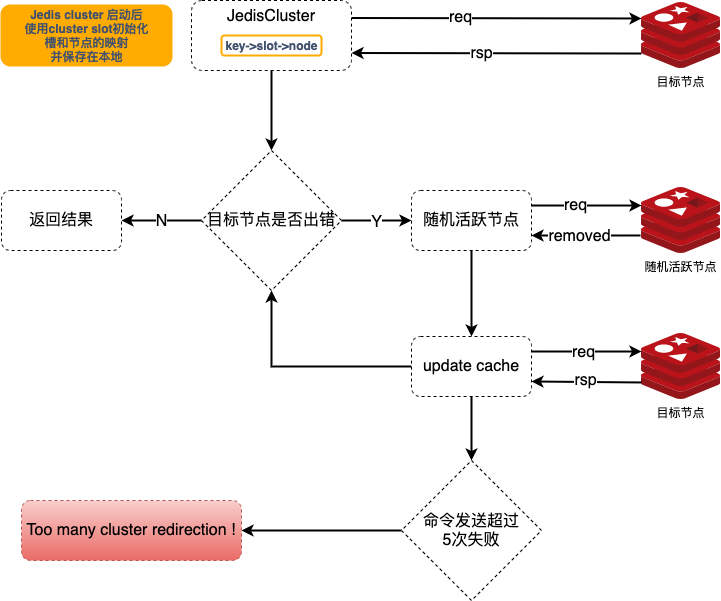 Jedis cluster 启动后
使用cluster slot初始化
槽和节点的映射
并保存在本地
JedisCluster
key->slot->node
req
rsp
目标节点
返回结果
N
目标节点是否出错
Y
随机活跃节点
req
removed
随机活跃节点
update cache
req
rsp
目标节点
命令发送超过
5次失败
Too many cluster redirection !